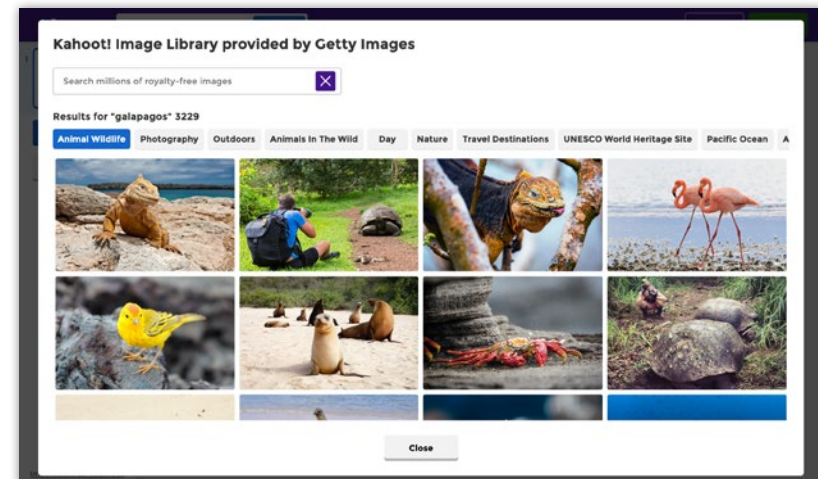 Kahoot! Image Library provided by Getty Images
Search millions of royalty-free images
Results for "galapagos" 3229
Animal Wildlife Photography Outdoors Animals In The Wild Day Nature Travel Destinations UNESCO World Heritage Site Pacific Ocean A
Close